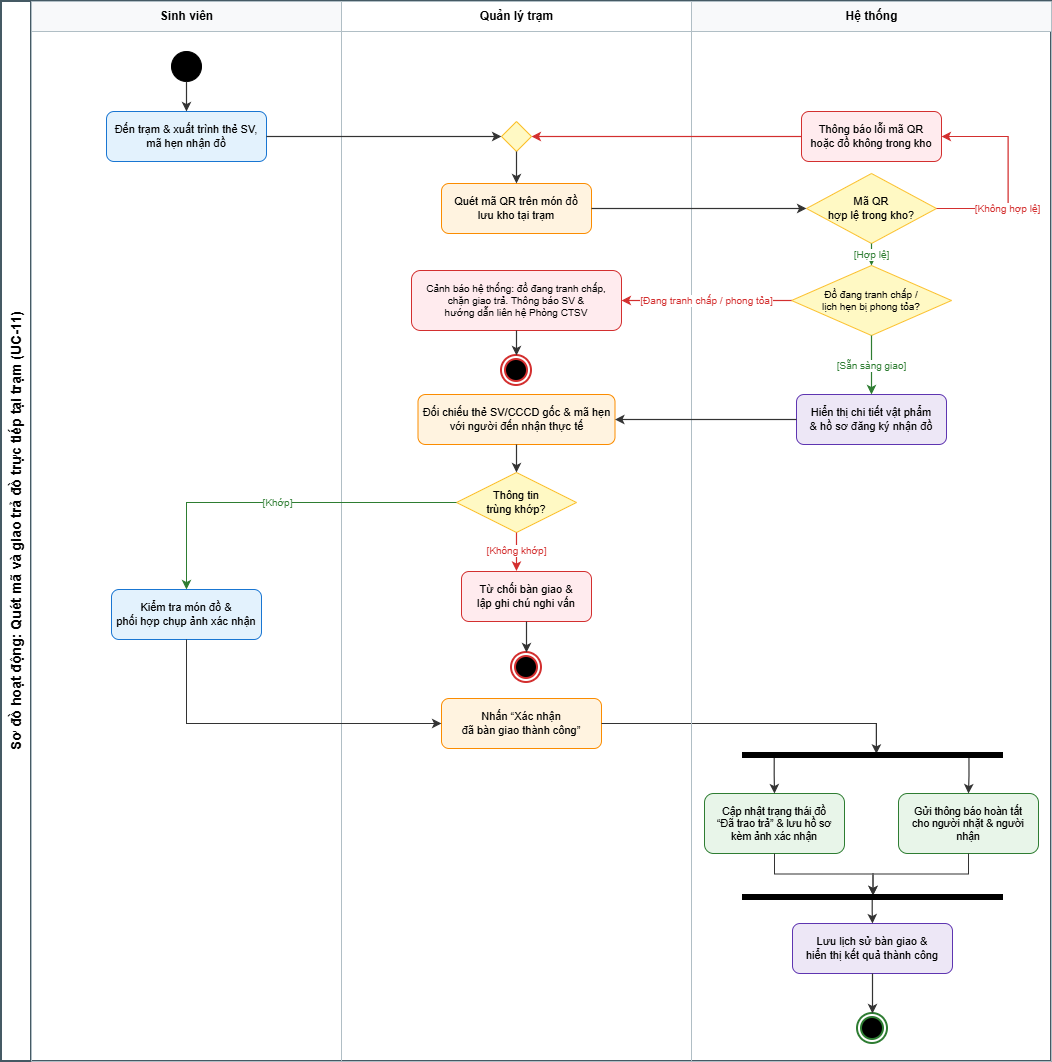 Sinh viên
Quản lý trạm
Hệ thống
Sơ đồ hoạt động: Quét mã và giao trả đồ trực tiếp tại trạm (UC-11)
Đến trạm & xuất trình thẻ SV,
mã hẹn nhận đồ
Thông báo lỗi mã QR
hoặc đồ không trong kho
Quét mã QR trên món đồ
lưu kho tại trạm
Mã QR
hợp lệ trong kho?
[Không hợp lệ]
[Hợp lệ]
Cảnh báo hệ thống: đồ đang tranh chấp,
chặn giao trả. Thông báo SV &
hướng dẫn liên hệ Phòng CTSV
[Đang tranh chấp / phong tỏa]
Đồ đang tranh chấp /
lịch hẹn bị phong tỏa?
[Sẵn sàng giao]
Đối chiếu thẻ SV/CCCD gốc & mã hẹn
với người đến nhận thực tế
Hiển thị chi tiết vật phẩm
& hồ sơ đăng ký nhận đồ
Thông tin
trùng khớp?
[Khớp]
[Không khớp]
Từ chối bàn giao &
lập ghi chú nghi vấn
Kiểm tra món đồ &
phối hợp chụp ảnh xác nhận
Nhấn “Xác nhận
đã bàn giao thành công”
Cập nhật trạng thái đồ
“Đã trao trả” & lưu hồ sơ
kèm ảnh xác nhận
Gửi thông báo hoàn tất
cho người nhặt & người
nhận
Lưu lịch sử bàn giao &
hiển thị kết quả thành công